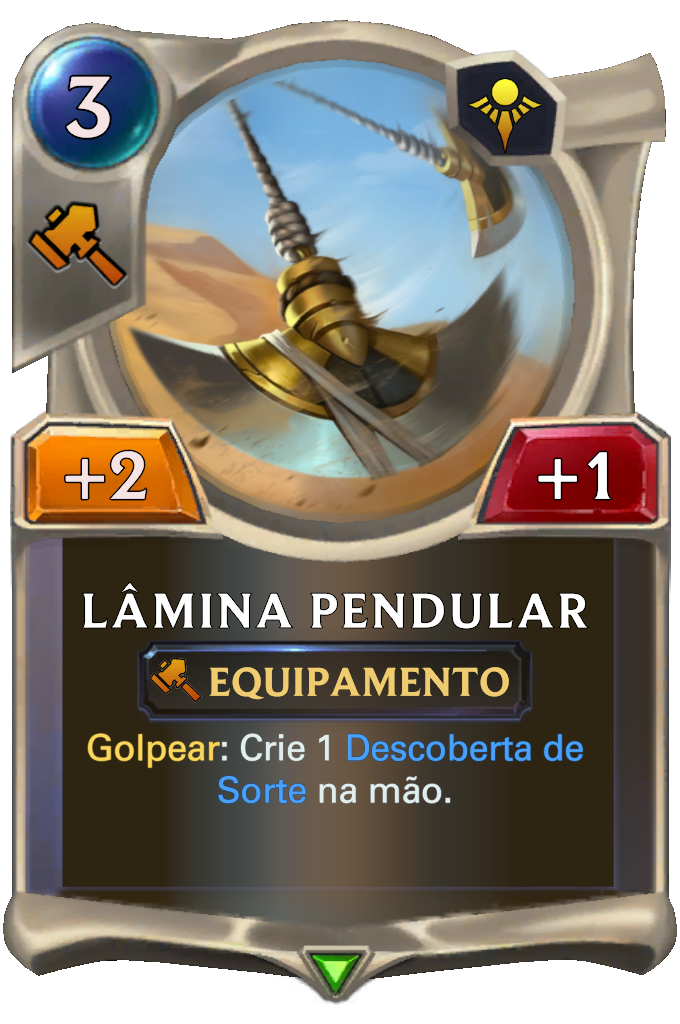 3
+2
+1
LÂMINA PENDULAR
EQUIPAMENTO
Golpear: Crie 1 Descoberta de
Sorte na mão.